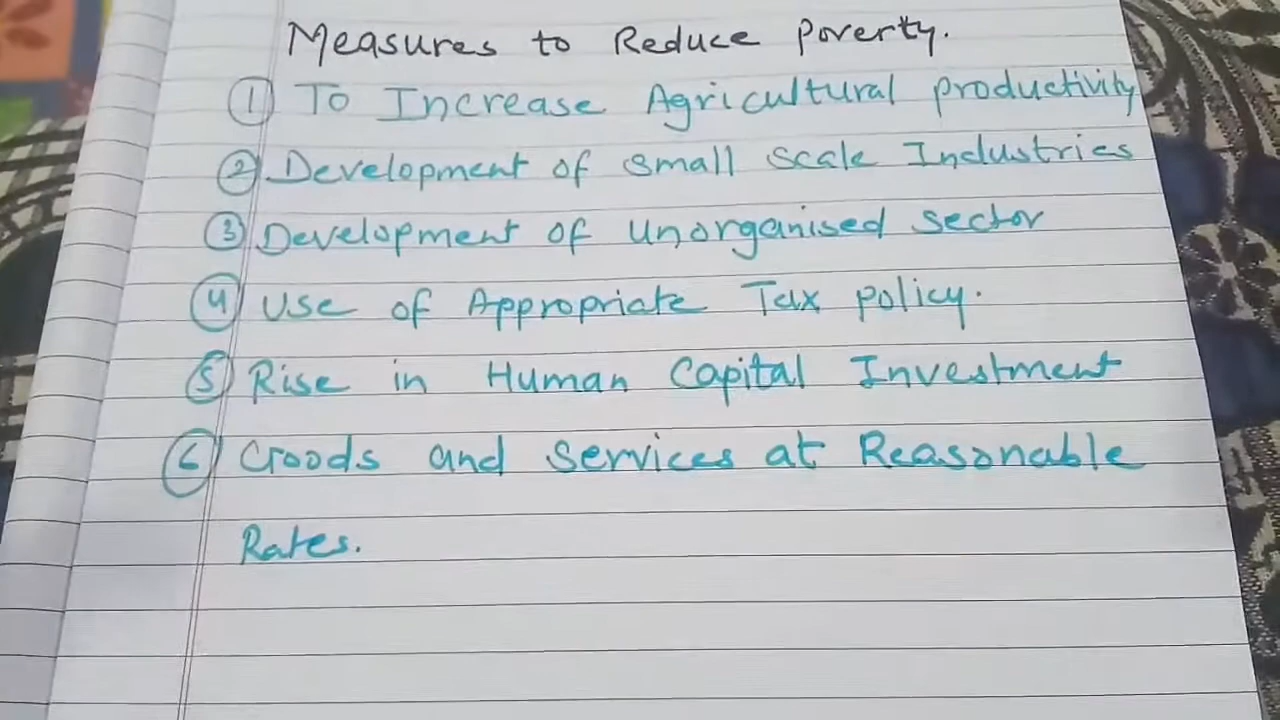 Measures to Reduce Poverty.
① To Increase Agricultural productivity
② Development of small scale Industries
③ Development of unorganised sector
④ Use of Appropriate Tax policy.
⑤ Rise in Human Capital Investment
⑥ Goods and services at Reasonable
Rates.